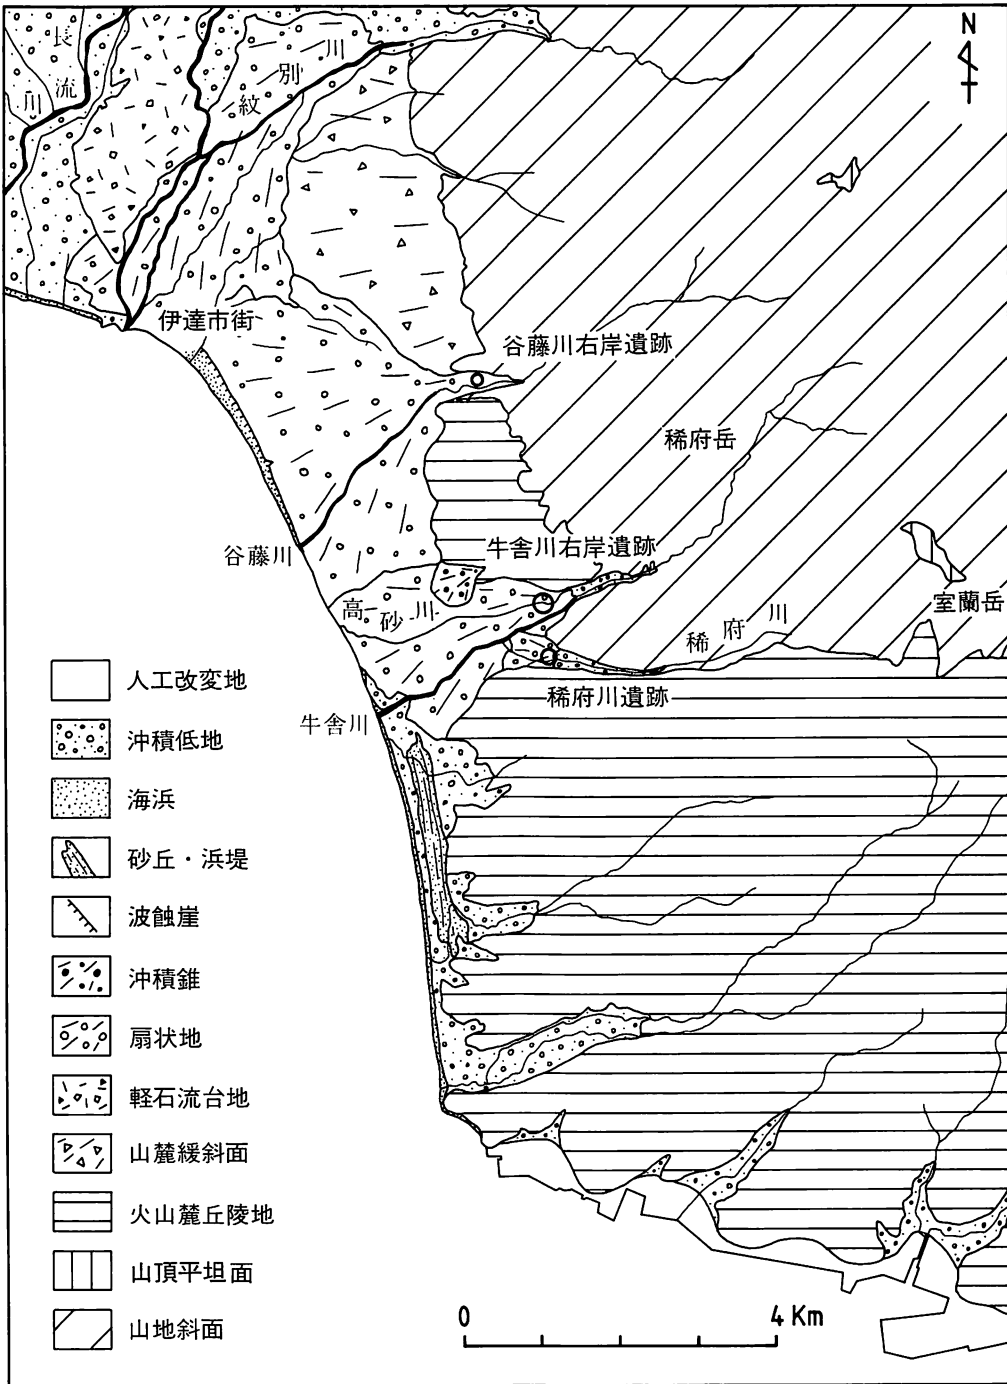 N
長流川
紋別川
伊達市街
谷藤川右岸遺跡
稀府岳
谷藤川
牛舎川右岸遺跡
高砂川
室蘭岳
稀府川
稀府川遺跡
牛舎川
人工改変地
沖積低地
海浜
砂丘・浜堤
波蝕崖
沖積錐
扇状地
軽石流台地
山麓緩斜面
火山麓丘陵地
山頂平坦面
山地斜面
0 4 Km